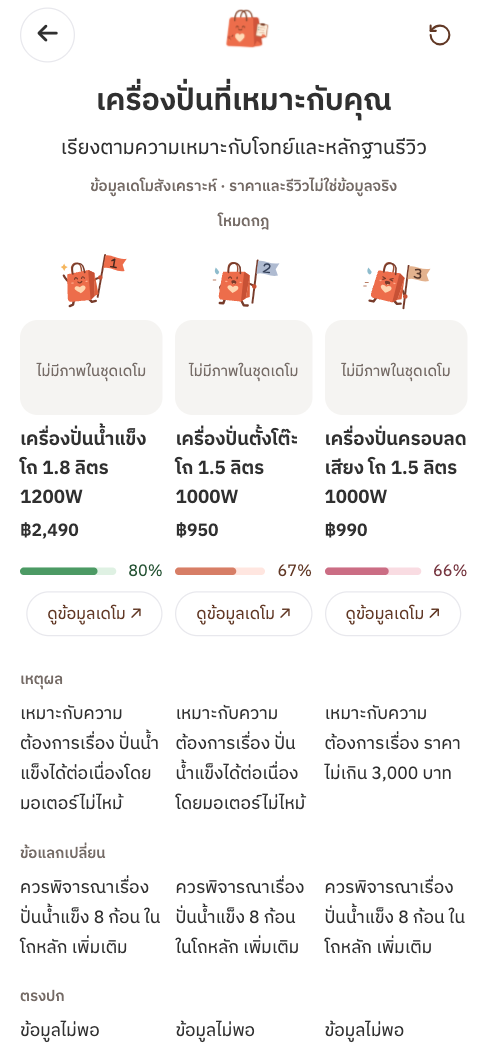 เครื่องปั่นที่เหมาะกับคุณ
เรียงตามความเหมาะกับโจทย์และหลักฐานรีวิว
ข้อมูลเดโมสังเคราะห์ · ราคาและรีวิวไม่ใช่ข้อมูลจริง
โหมดกฎ
1
2
3
ไม่มีภาพในชุดเดโม
ไม่มีภาพในชุดเดโม
ไม่มีภาพในชุดเดโม
เครื่องปั่นน้ำแข็ง
โถ 1.8 ลิตร
1200W
฿2,490
80%
ดูข้อมูลเดโม ↗
เครื่องปั่นตั้งโต๊ะ
โถ 1.5 ลิตร
1000W
฿950
67%
ดูข้อมูลเดโม ↗
เครื่องปั่นครอบลด
เสียง โถ 1.5 ลิตร
1000W
฿990
66%
ดูข้อมูลเดโม ↗
เหตุผล
เหมาะกับความ
ต้องการเรื่อง ปั่นน้ำ
แข็งได้ต่อเนื่องโดย
มอเตอร์ไม่ไหม้
เหมาะกับความ
ต้องการเรื่อง ปั่น
น้ำแข็งได้ต่อเนื่อง
โดยมอเตอร์ไม่ไหม้
เหมาะกับความ
ต้องการเรื่อง ราคา
ไม่เกิน 3,000 บาท
ข้อแลกเปลี่ยน
ควรพิจารณาเรื่อง
ปั่นน้ำแข็ง 8 ก้อน ใน
โถหลัก เพิ่มเติม
ควรพิจารณาเรื่อง
ปั่นน้ำแข็ง 8 ก้อน
ในโถหลัก เพิ่มเติม
ควรพิจารณาเรื่อง
ปั่นน้ำแข็ง 8 ก้อน ใน
โถหลัก เพิ่มเติม
ตรงปก
ข้อมูลไม่พอ
ข้อมูลไม่พอ
ข้อมูลไม่พอ